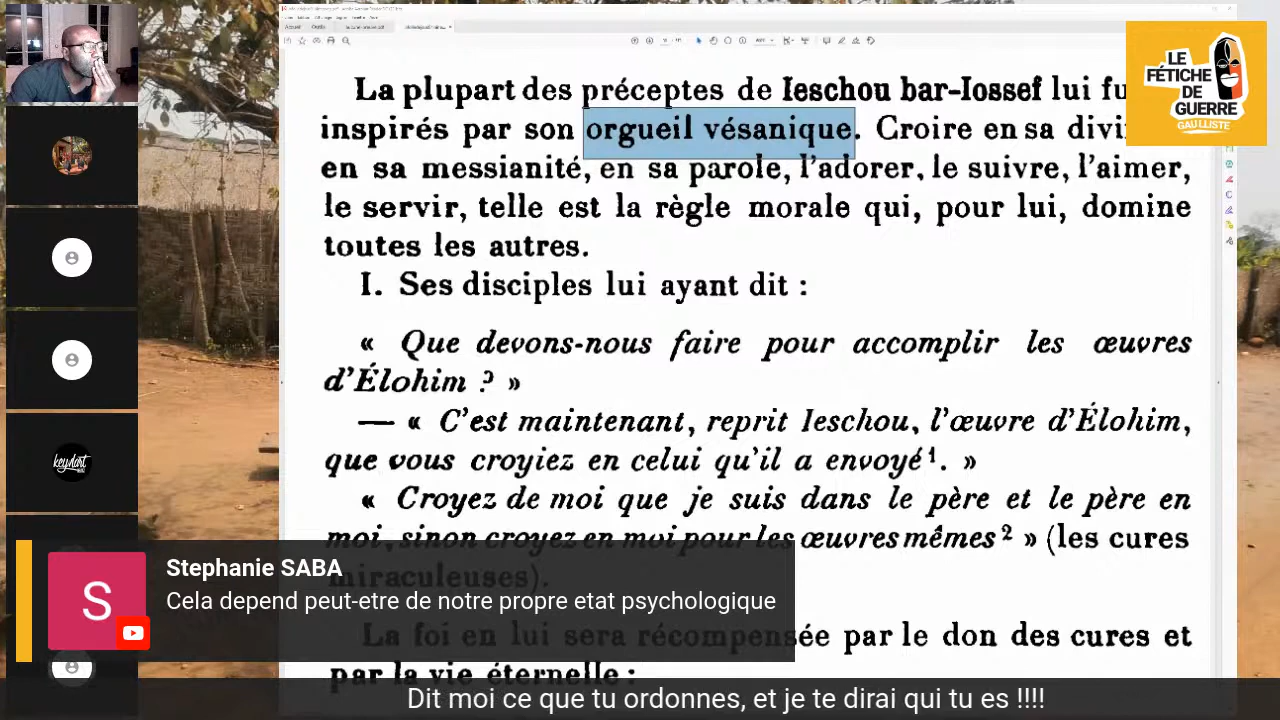 LE
FÉTICHE
DE
GUERRE
GAULLISTE
La plupart des préceptes de Ieschou bar-Iossef lui
inspirés par son orgueil vésanique. Croire en sa
en sa messianité, en sa parole, l'adorer, le suivre, l'aimer,
le servir, telle est la règle morale qui, pour lui, domine
toutes les autres.
I. Ses disciples lui ayant dit :
« Que devons-nous faire pour accomplir les œuvres
d'Élohim ? »
— « C'est maintenant, reprit Ieschou, l'œuvre d'Élohim,
que vous croyiez en celui qu'il a envoyé¹. »
« Croyez de moi que je suis dans le père et le père en
moi, sinon croyez en moi pour les œuvres mêmes² » (les cures
miraculeuses).
La foi en lui sera récompensée par le don des cures et
par la vie éternelle :
keydart
S
Stephanie SABA
Cela depend peut-etre de notre propre etat psychologique
Dit moi ce que tu ordonnes, et je te dirai qui tu es !!!!